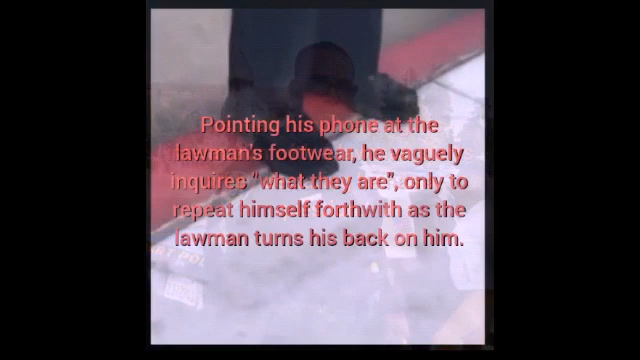 Pointing his phone at the
lawman's footwear, he vaguely
inquires "what they are", only to
repeat himself forthwith as the
lawman turns his back on him.